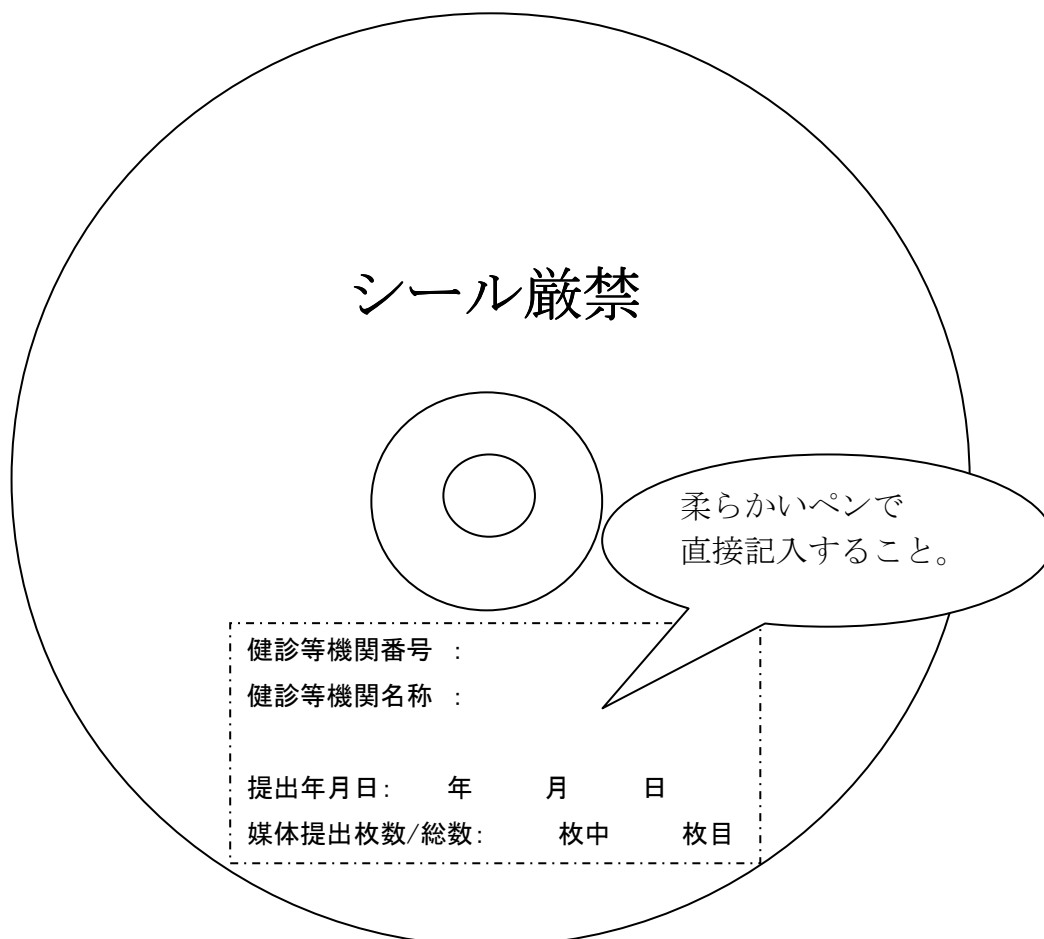 シール厳禁
柔らかいペンで
直接記入すること。
健診等機関番号 ：
健診等機関名称 ：
提出年月日：　　年　　　月　　　日
媒体提出枚数/総数：　　　枚中　　　枚目